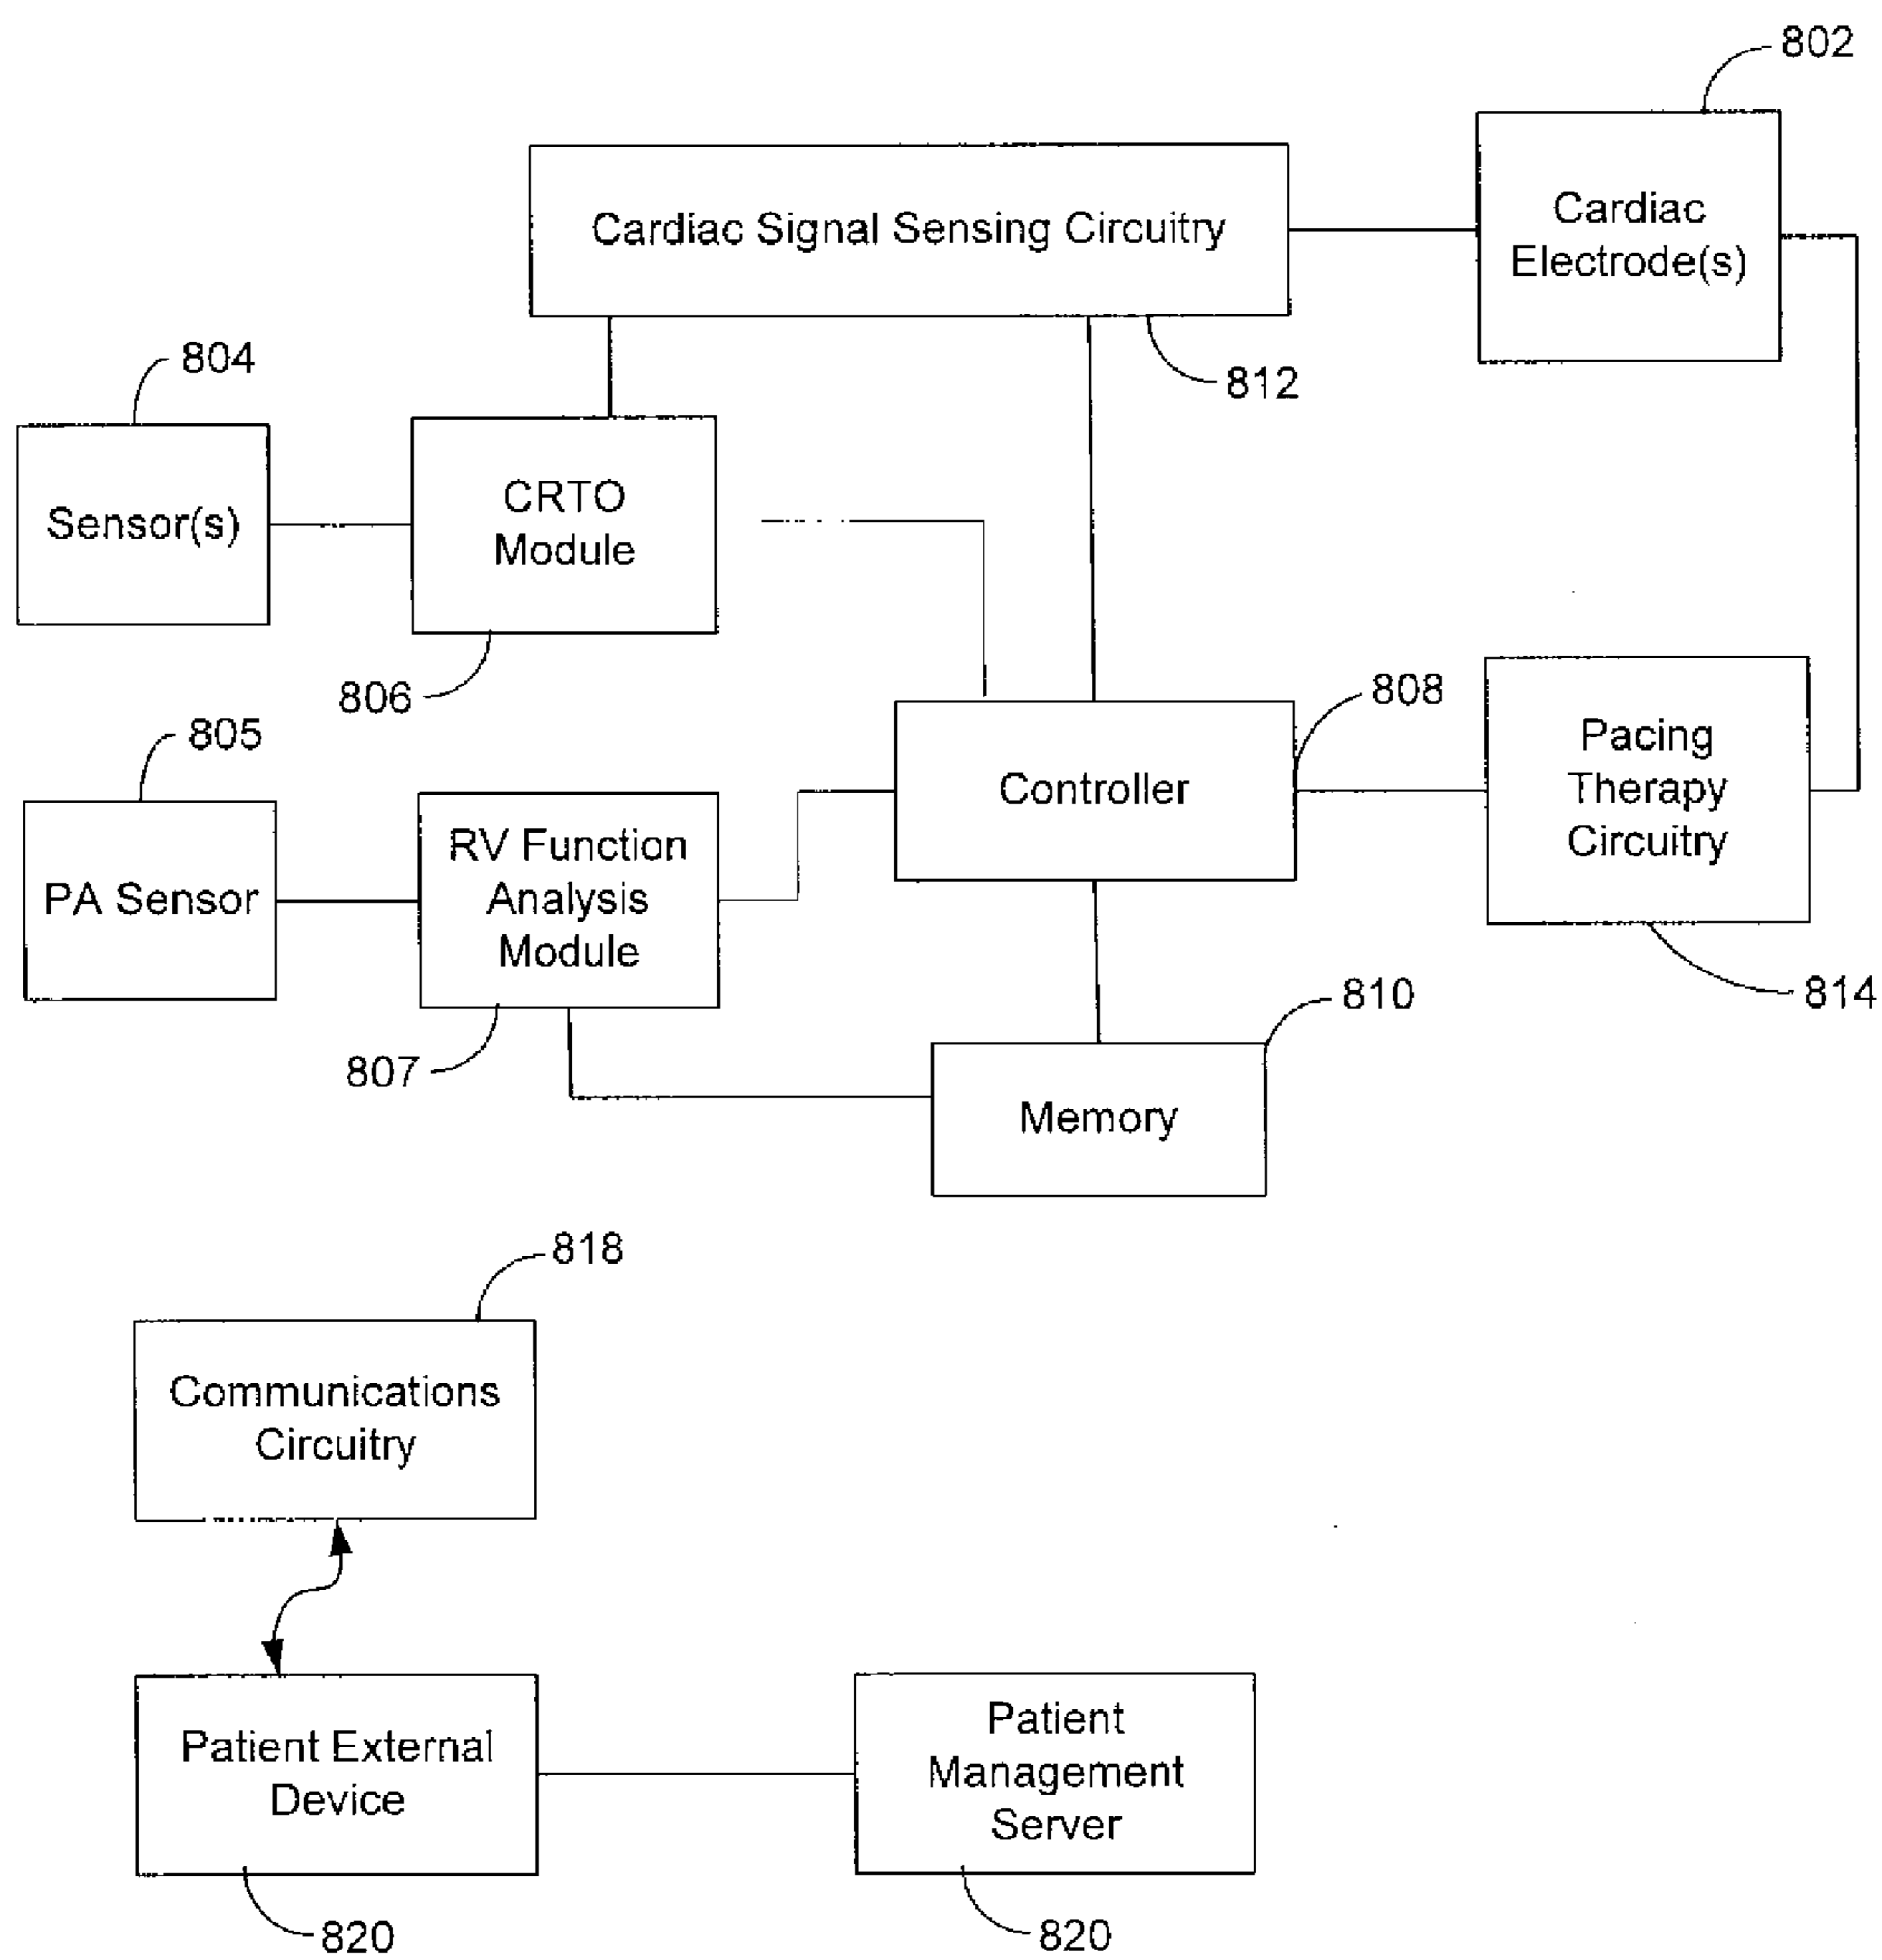 802
Cardiac Signal Sensing Circuitry
Cardiac
Electrode(s)
812
804
Sensor(s)
CRTO
Module
806
808
805
PA Sensor
RV Function
Analysis
Module
807
Controller
Pacing
Therapy
Circuitry
814
810
Memory
818
Communications
Circuitry
Patient External
Device
820
Patient
Management
Server
820